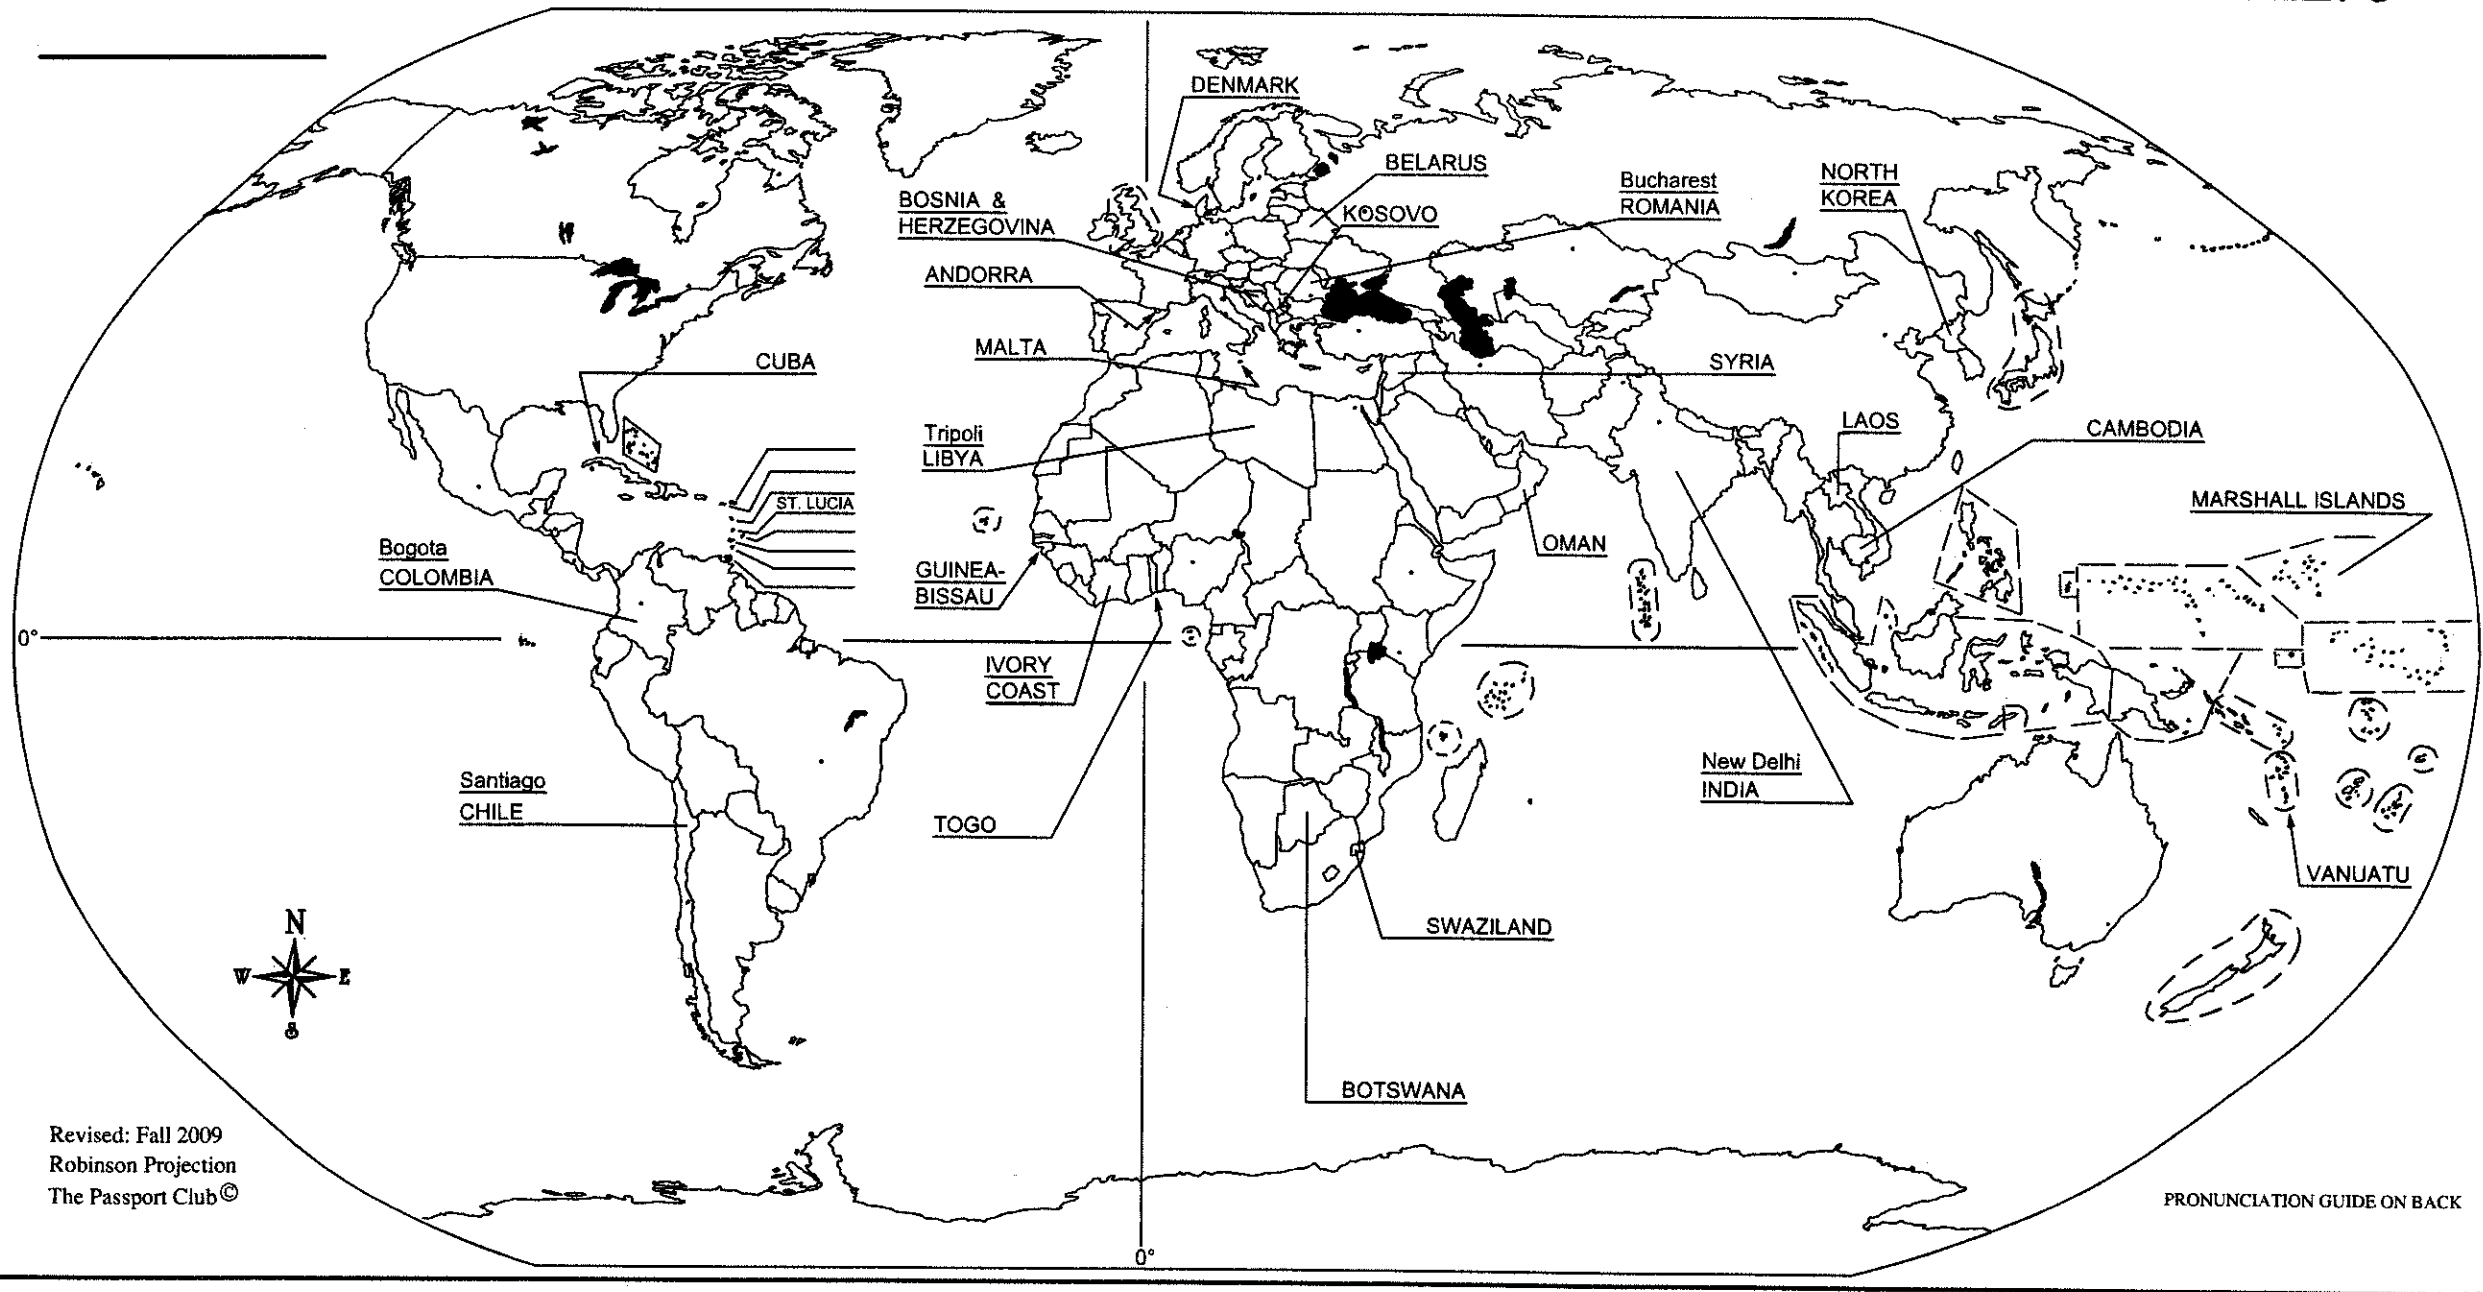 DENMARK
BELARUS
BOSNIA &
HERZEGOVINA
KOSOVO
Bucharest
ROMANIA
NORTH
KOREA
ANDORRA
MALTA
CUBA
SYRIA
Tripoli
LIBYA
LAOS
CAMBODIA
ST. LUCIA
MARSHALL ISLANDS
Bogota
COLOMBIA
GUINEA-
BISSAU
OMAN
0°
IVORY
COAST
Santiago
CHILE
TOGO
New Delhi
INDIA
VANUATU
SWAZILAND
N
W
E
S
BOTSWANA
Revised: Fall 2009
Robinson Projection
The Passport Club©
PRONUNCIATION GUIDE ON BACK
0°